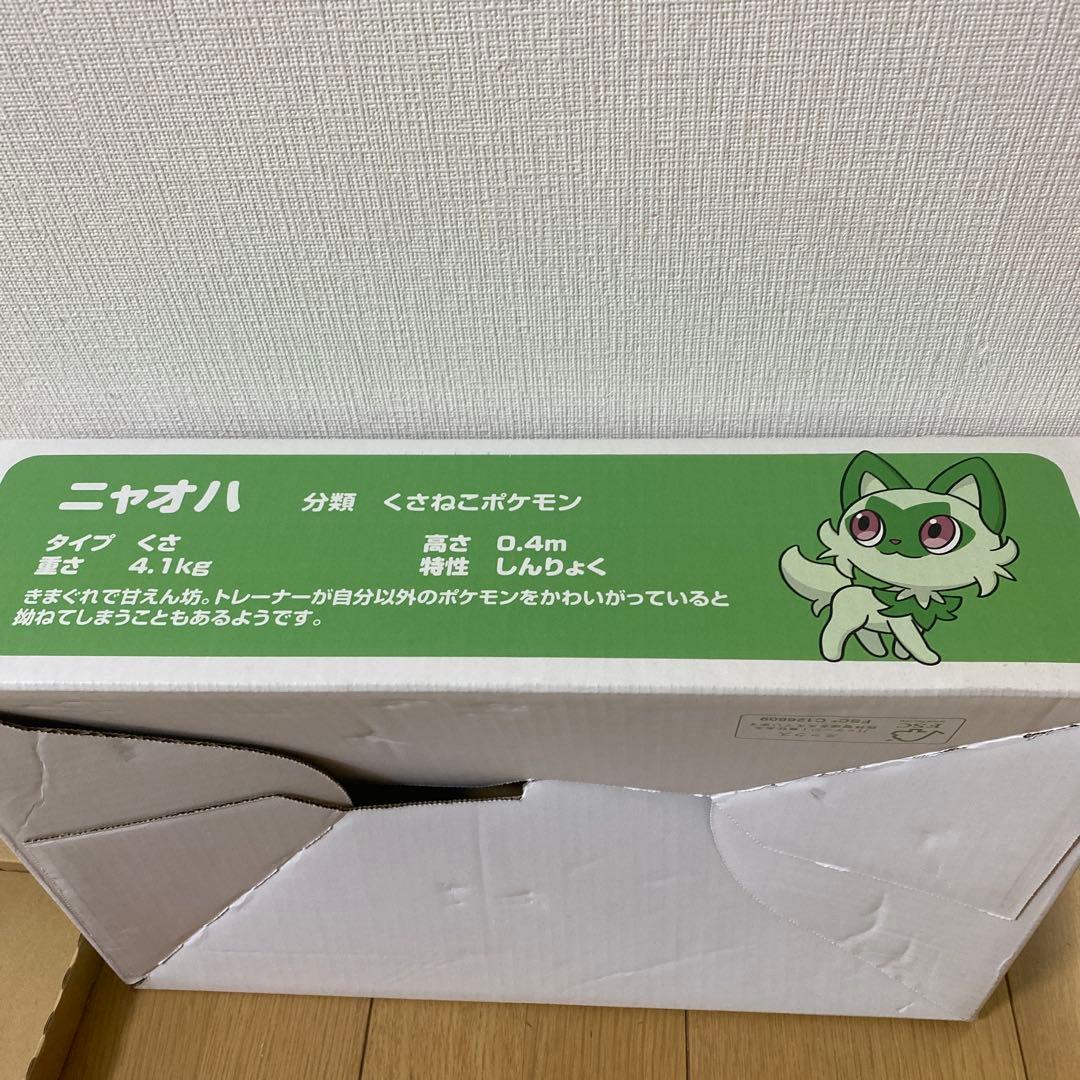 ニャオハ 分類 くさねこポケモン
タイプ くさ 高さ 0.4m
重さ 4.1kg 特性 しんりょく
きまぐれで甘えん坊。トレーナーが自分以外のポケモンをかわいがっていると
拗ねてしまうこともあるようです。
FSC
FSC® C126809